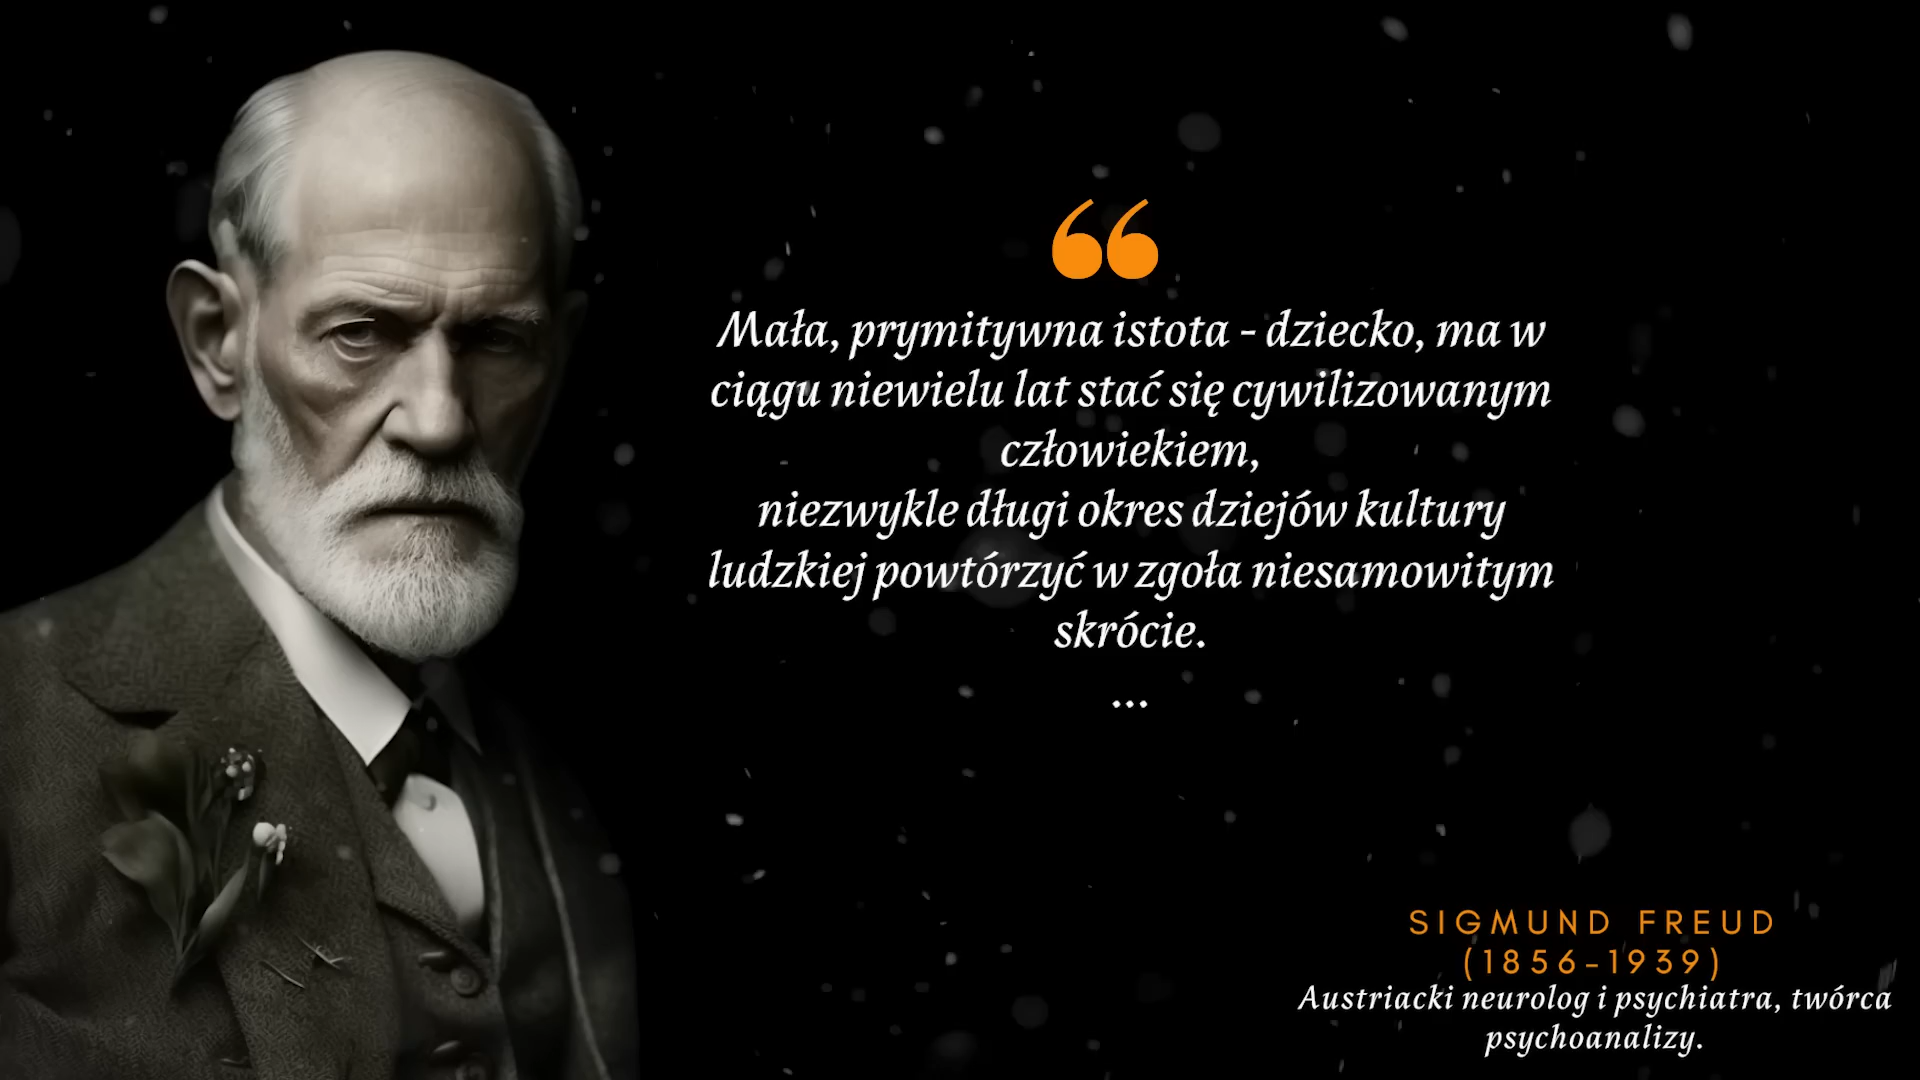 Mała, prymitywna istota - dziecko, ma w
ciągu niewielu lat stać się cywilizowanym
człowiekiem,
niezwykle długi okres dziejów kultury
ludzkiej powtórzyć w zgoła niesamowitym
skrócie.
...
SIGMUND FREUD
(1856-1939)
Austriacki neurolog i psychiatra, twórca
psychoanalizy.